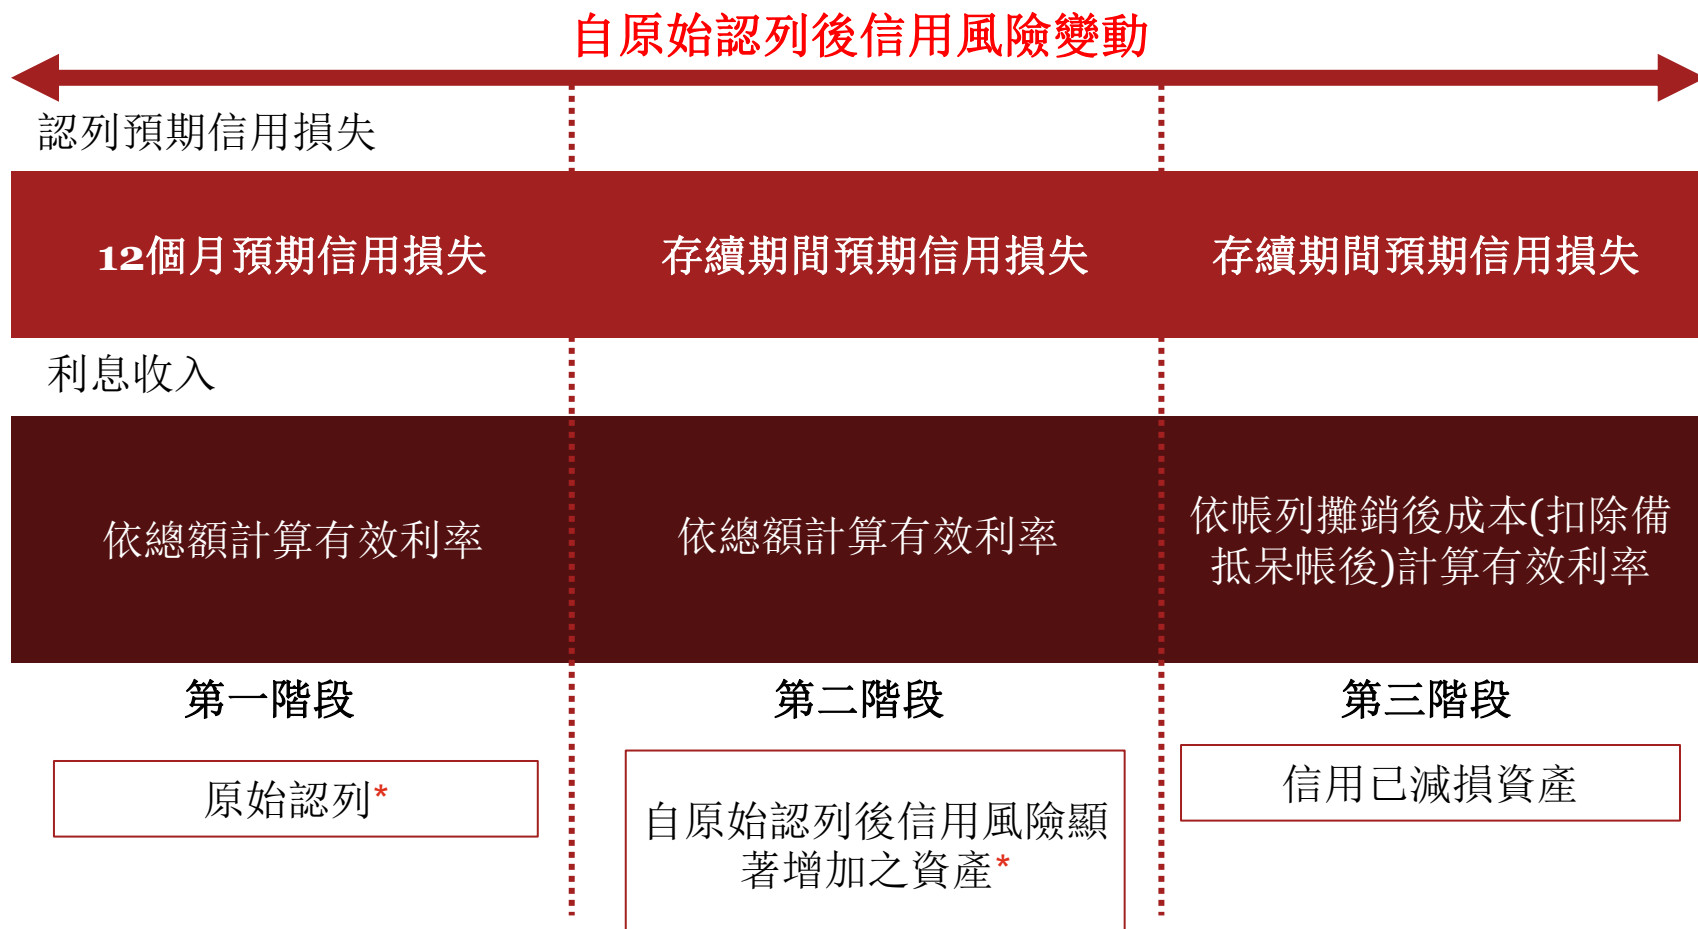 自原始認列後信用風險變動
認列預期信用損失
12個月預期信用損失
存續期間預期信用損失
存續期間預期信用損失
利息收入
依總額計算有效利率
依總額計算有效利率
依帳列攤銷後成本(扣除備
抵呆帳後)計算有效利率
第一階段
第二階段
第三階段
原始認列*
自原始認列後信用風險顯
著增加之資產*
信用已減損資產